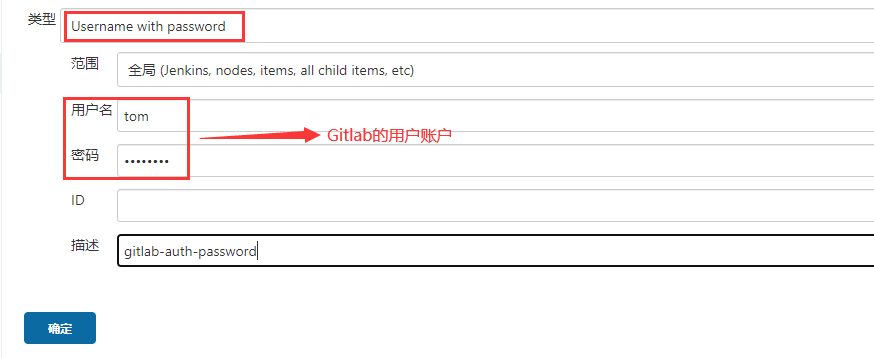 类型 Username with password
范围 全局 (Jenkins, nodes, items, all child items, etc)
用户名 tom
Gitlab的用户账户
密码 ••••••••
ID
描述 gitlab-auth-password
确定